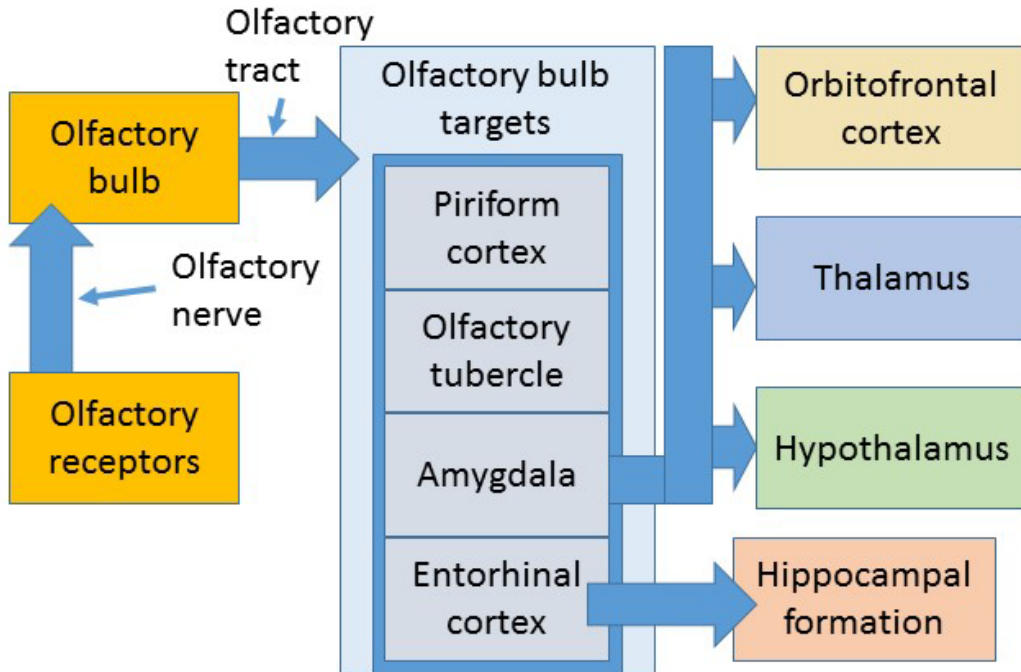 Olfactory
tract
Olfactory bulb
targets
Orbitofrontal
cortex
Olfactory
bulb
Piriform
cortex
Olfactory
nerve
Thalamus
Olfactory
tubercle
Olfactory
receptors
Amygdala
Hypothalamus
Entorhinal
cortex
Hippocampal
formation